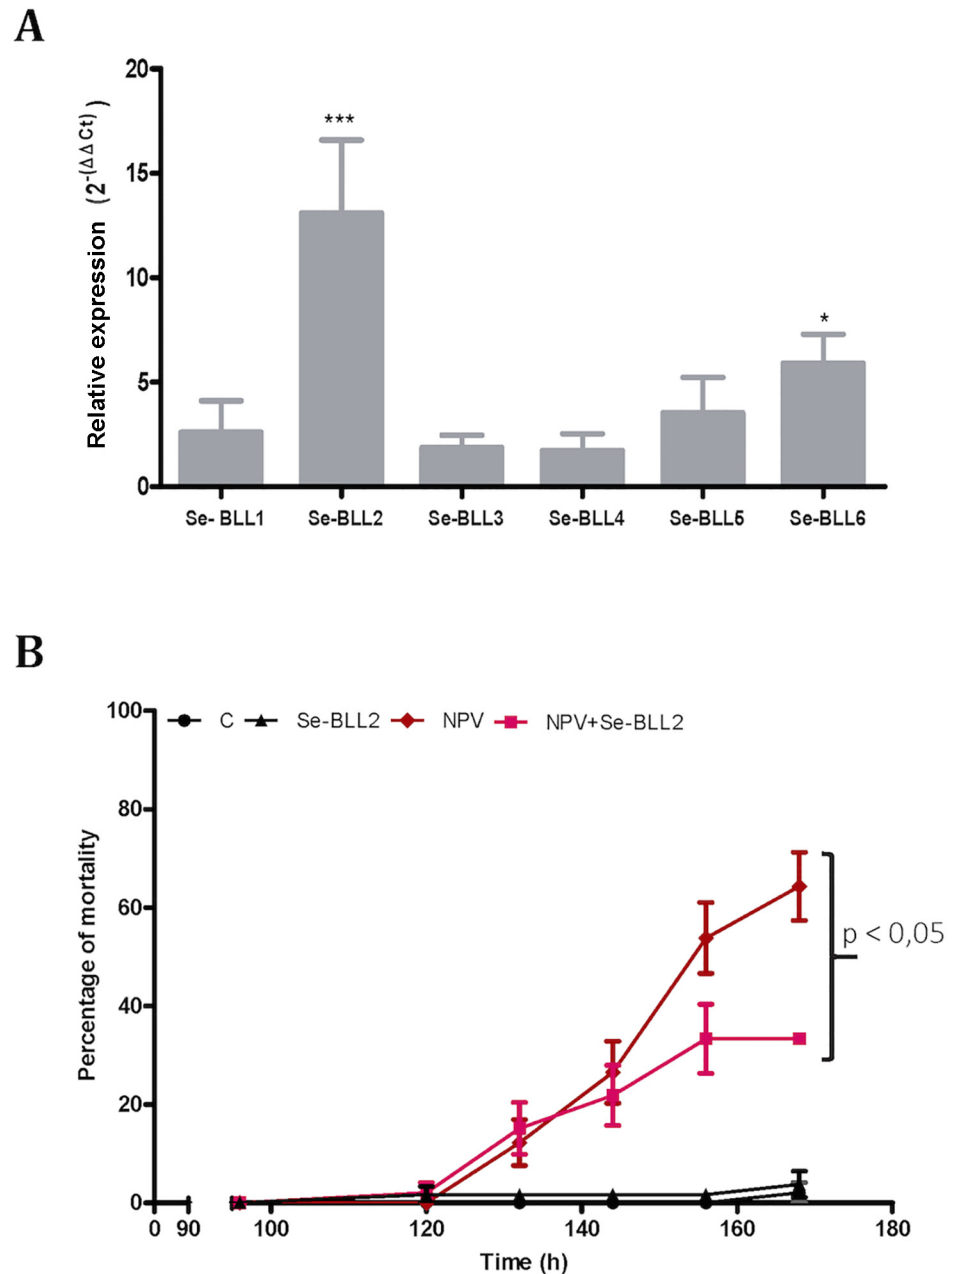 A
20
15
10
5
0
Relative expression (2-(ΔΔCt))
***
*
Se- BLL1 Se-BLL2 Se-BLL3 Se-BLL4 Se-BLL5 Se-BLL6
B
100
80
60
40
20
0
Percentage of mortality
C Se-BLL2 NPV NPV+Se-BLL2
p < 0,05
0 90 100 120 140 160 180
Time (h)